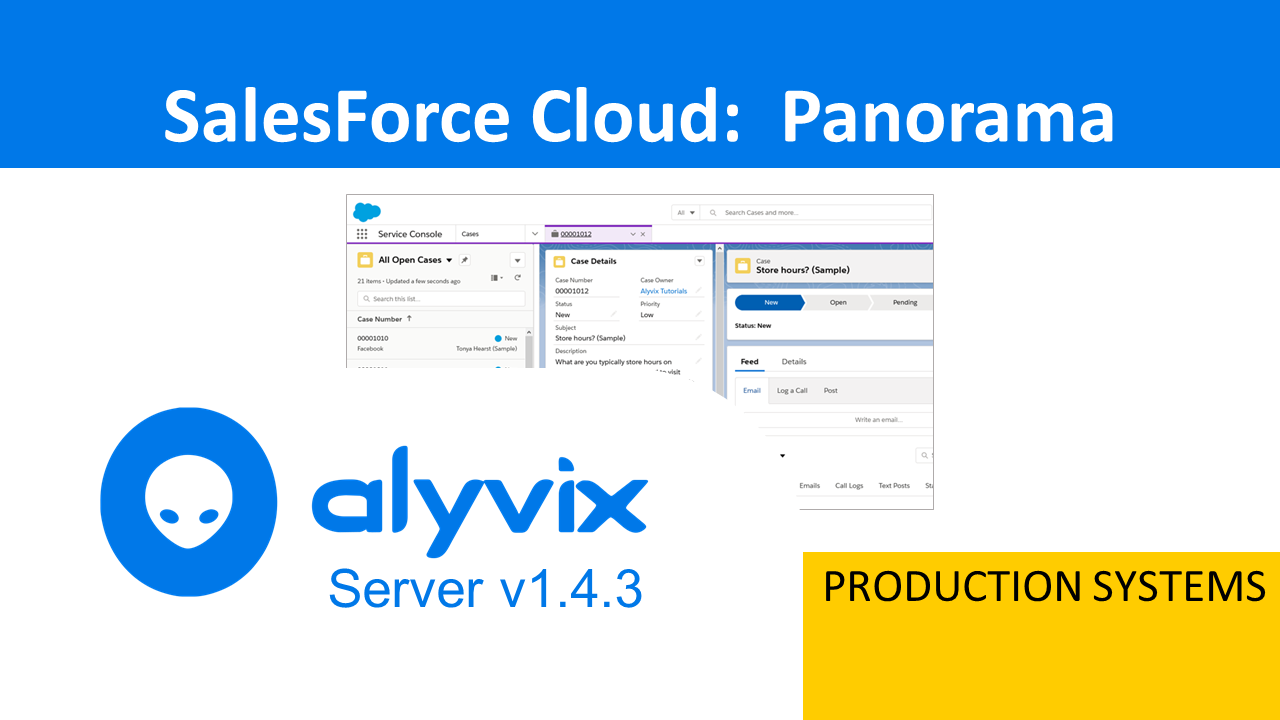 SalesForce Cloud: Panorama
All
Search Cases and more...
Service Console
Cases
00001012
All Open Cases
21 Items • Updated a few seconds ago
Search this list...
Case Number
00001010
New
Facebook
Tonya Hearst (Sample)
Case Details
Case Number
Case Owner
00001012
Alyvix Tutorials
Status
Priority
New
Low
Subject
Store hours? (Sample)
Description
What are you typically store hours on
visit
Case
Store hours? (Sample)
New
Open
Pending
Status: New
Feed
Details
Email
Log a Call
Post
Write an email...
Emails
Call Logs
Text Posts
alyvix
Server v1.4.3
PRODUCTION SYSTEMS